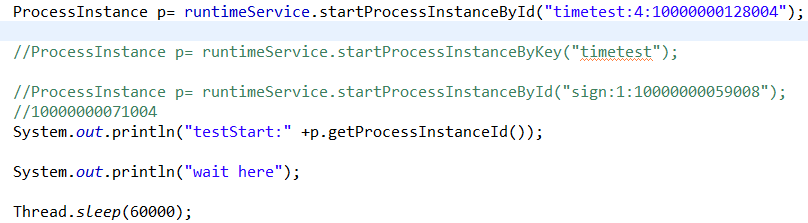 ProcessInstance p= runtimeService.startProcessInstanceById("timetest:4:10000000128004");
//ProcessInstance p= runtimeService.startProcessInstanceByKey("timetest");
//ProcessInstance p= runtimeService.startProcessInstanceById("sign:1:10000000059008");
//10000000071004
System.out.println("testStart:" +p.getProcessInstanceId());
System.out.println("wait here");
Thread.sleep(60000);